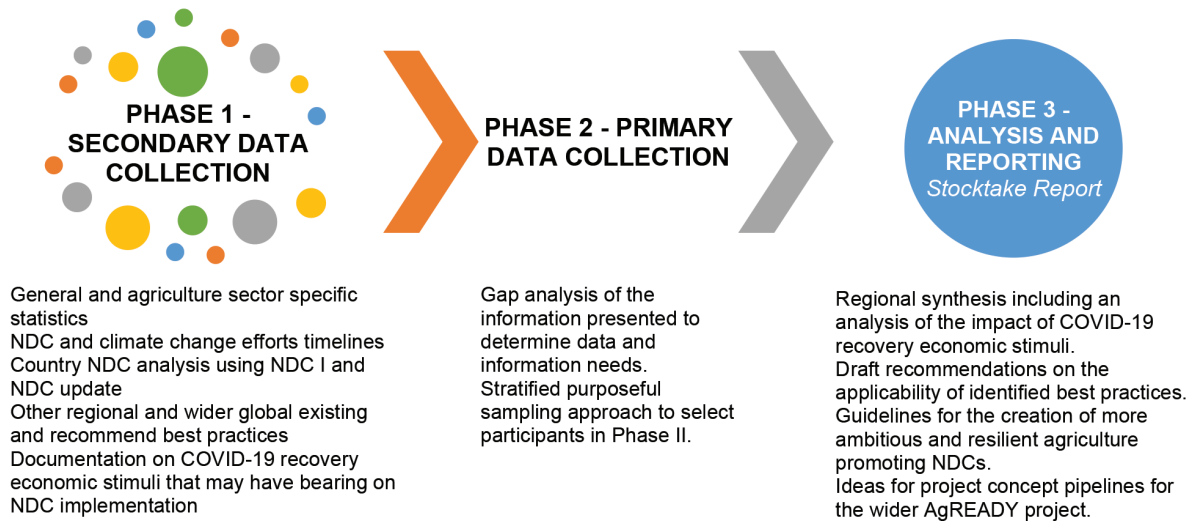 PHASE 1 -
SECONDARY DATA
COLLECTION
General and agriculture sector specific
statistics
NDC and climate change efforts timelines
Country NDC analysis using NDC I and
NDC update
Other regional and wider global existing
and recommend best practices
Documentation on COVID-19 recovery
economic stimuli that may have bearing on
NDC implementation
PHASE 2 - PRIMARY
DATA COLLECTION
Gap analysis of the
information presented to
determine data and
information needs.
Stratified purposeful
sampling approach to select
participants in Phase II.
PHASE 3 -
ANALYSIS AND
REPORTING
Stocktake Report
Regional synthesis including an
analysis of the impact of COVID-19
recovery economic stimuli.
Draft recommendations on the
applicability of identified best practices.
Guidelines for the creation of more
ambitious and resilient agriculture
promoting NDCs.
Ideas for project concept pipelines for
the wider AgREADY project.